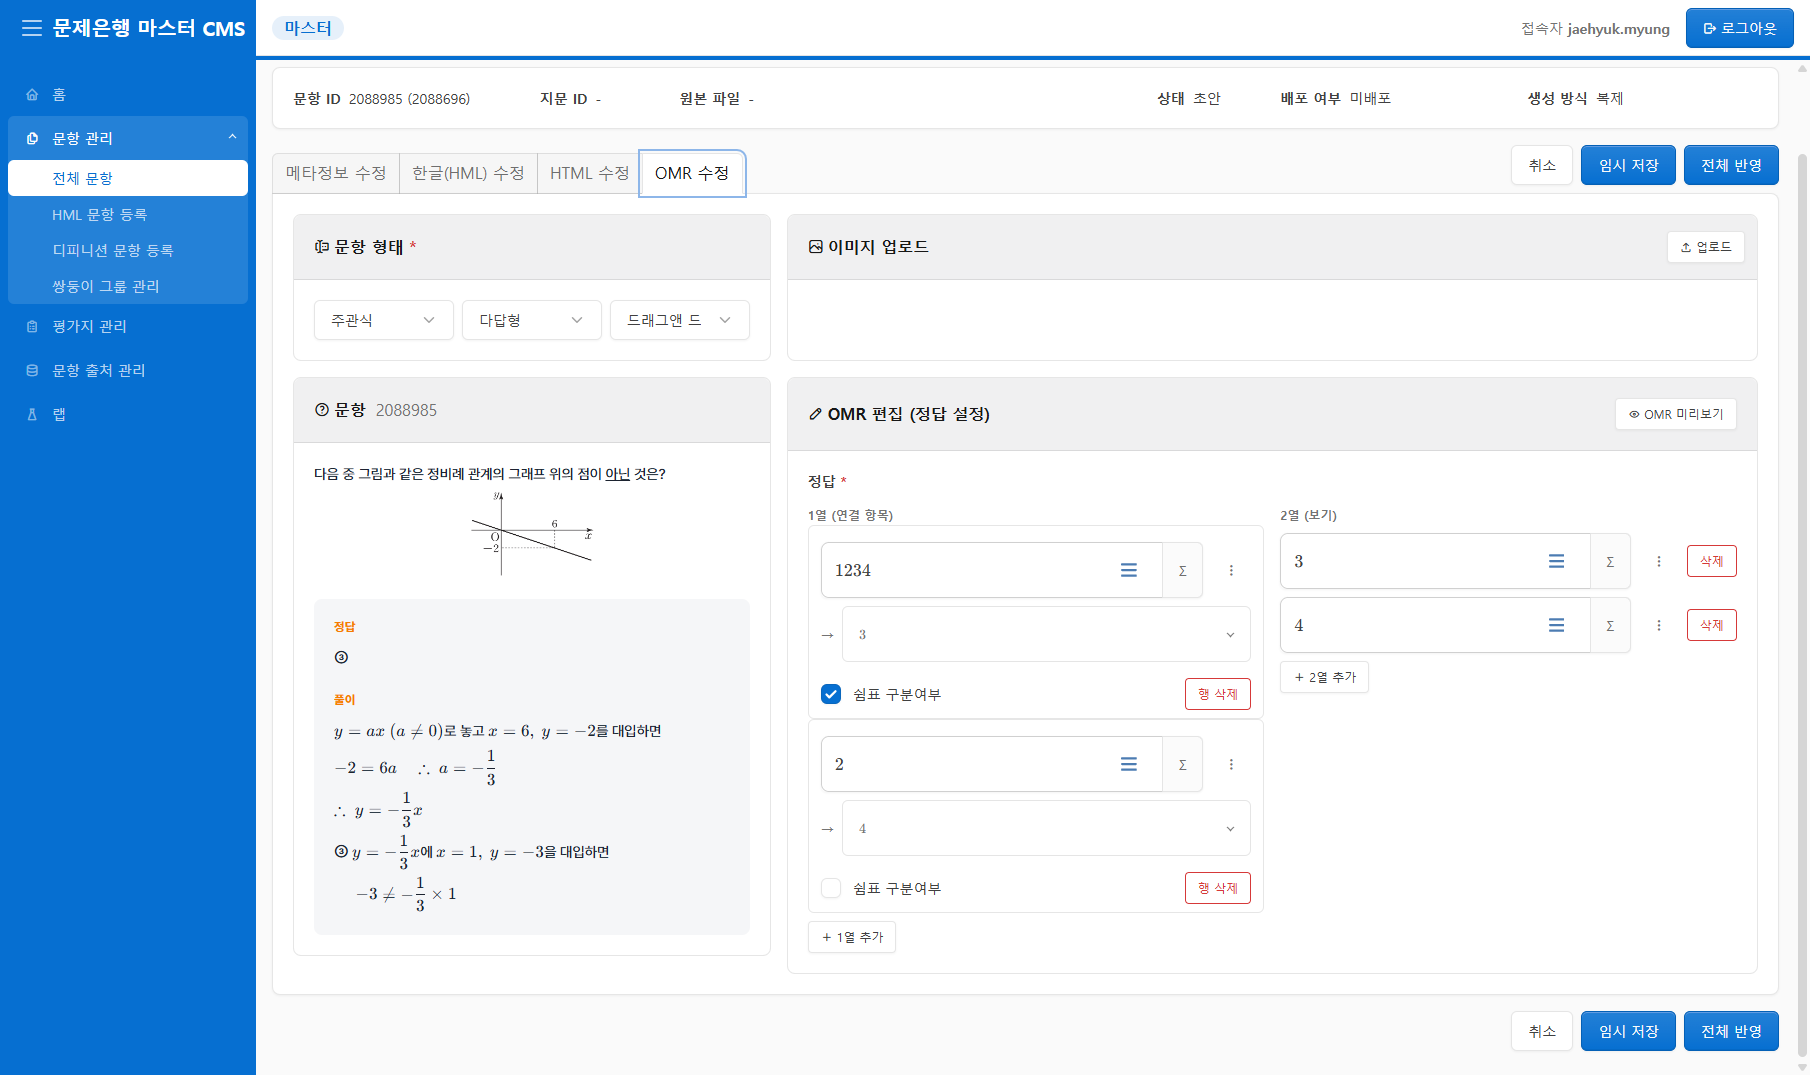 문제은행 마스터 CMS
홈
문항 관리
전체 문항
HML 문항 등록
디피니션 문항 등록
쌍둥이 그룹 관리
평가지 관리
문항 출처 관리
랩
마스터
접속자 jaehyuk.myung
로그아웃
문항 ID 2088985 (2088696) 지문 ID - 원본 파일 - 상태 초안 배포 여부 미배포 생성 방식 복제
메타정보 수정 한글(HML) 수정 HTML 수정 OMR 수정
취소 임시 저장 전체 반영
문항 형태 *
주관식 다답형 드래그앤 드
이미지 업로드
업로드
문항 2088985
다음 중 그림과 같은 정비례 관계의 그래프 위의 점이 아닌 것은?
y
6
O
x
−2
정답
③
풀이
y = ax (a ≠ 0)로 놓고 x = 6, y = −2를 대입하면
−2 = 6a ∴ a = −1/3
∴ y = −1/3x
③ y = −1/3x에 x = 1, y = −3을 대입하면
−3 ≠ −1/3 × 1
OMR 편집 (정답 설정)
OMR 미리보기
정답 *
1열 (연결 항목)
1234 Σ
→ 3
쉼표 구분여부 행 삭제
2 Σ
→ 4
쉼표 구분여부 행 삭제
+ 1열 추가
2열 (보기)
3 Σ 삭제
4 Σ 삭제
+ 2열 추가
취소 임시 저장 전체 반영